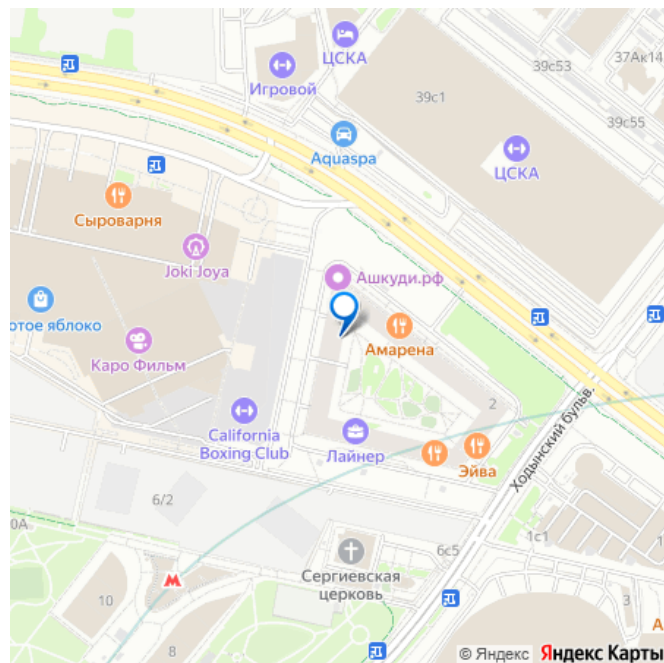 ЦСКА
Игровой
39с53
37Ак14
39с1
39с55
Aquaspa
ЦСКА
Сыроварня
Joki Joya
Ашкуди.рф
отое яблоко
Амарена
Каро Фильм
2
California
Boxing Club
Лайнер
Эйва
Ходынский бульв.
6/2
0А
1с1
6с5
Сергиевская
церковь
10
8
3
А
© Яндекс Яндекс Карты